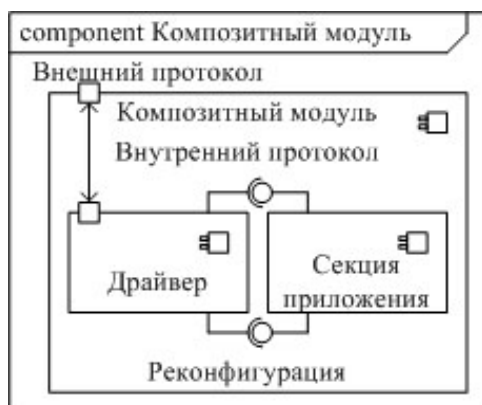 component Композитный модуль
Внешний протокол
Композитный модуль
Внутренний протокол
Драйвер
Секция
приложения
Реконфигурация